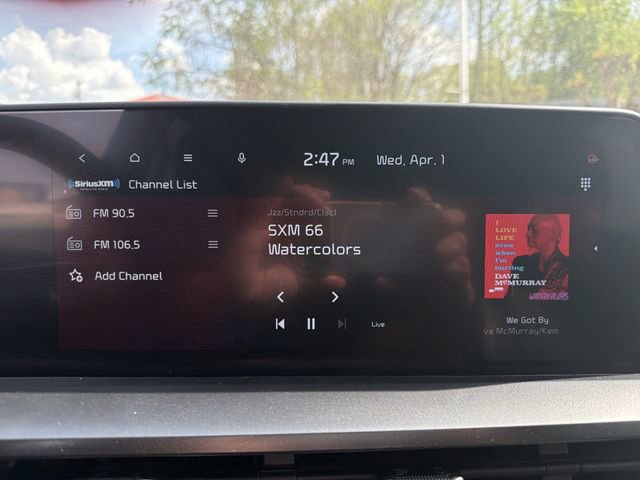 2:47 PM Wed, Apr. 1
SiriusXM
SATELLITE RADIO
Channel List
FM 90.5
FM 106.5
Add Channel
Jzz/Stndrd/Clscl
SXM 66
Watercolors
Live
I
LOVE
LIFE
even
when
I'm
hurting
DAVE
McMURRAY
WATERCOLORS
We Got By
ve McMurray/Kem